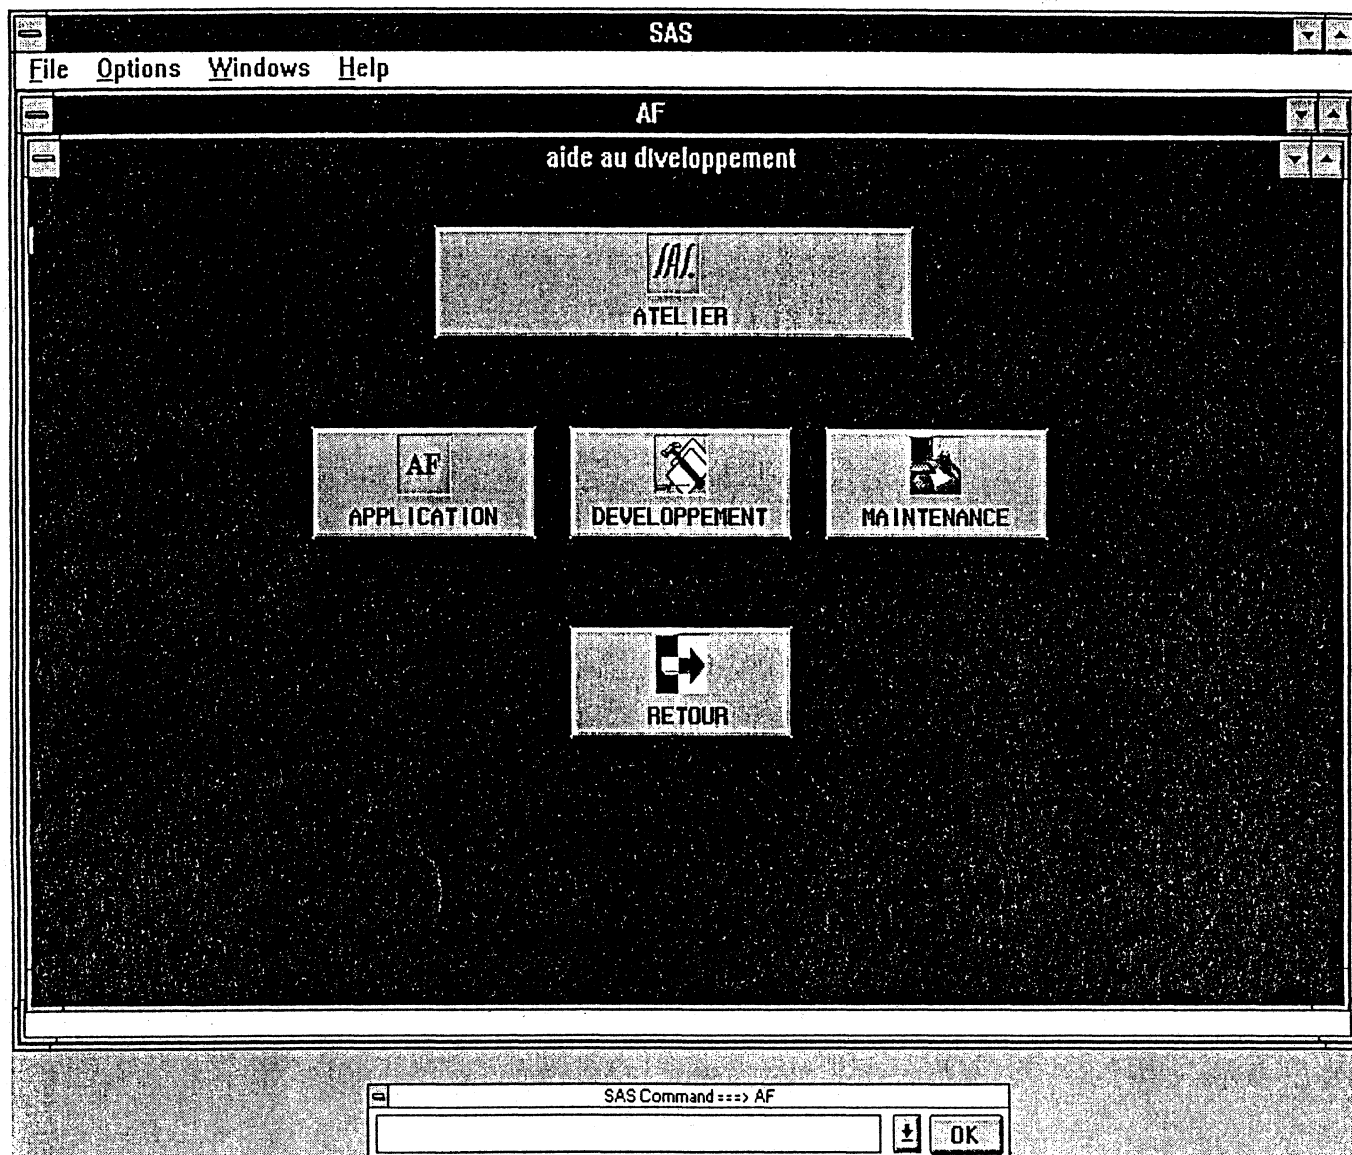 SAS
File Options Windows Help
AF
aide au diveloppement
SAS.
ATELIER
AF
APPLICATION
DEVELOPPEMENT
MAINTENANCE
RETOUR
SAS Command ===> AF
OK